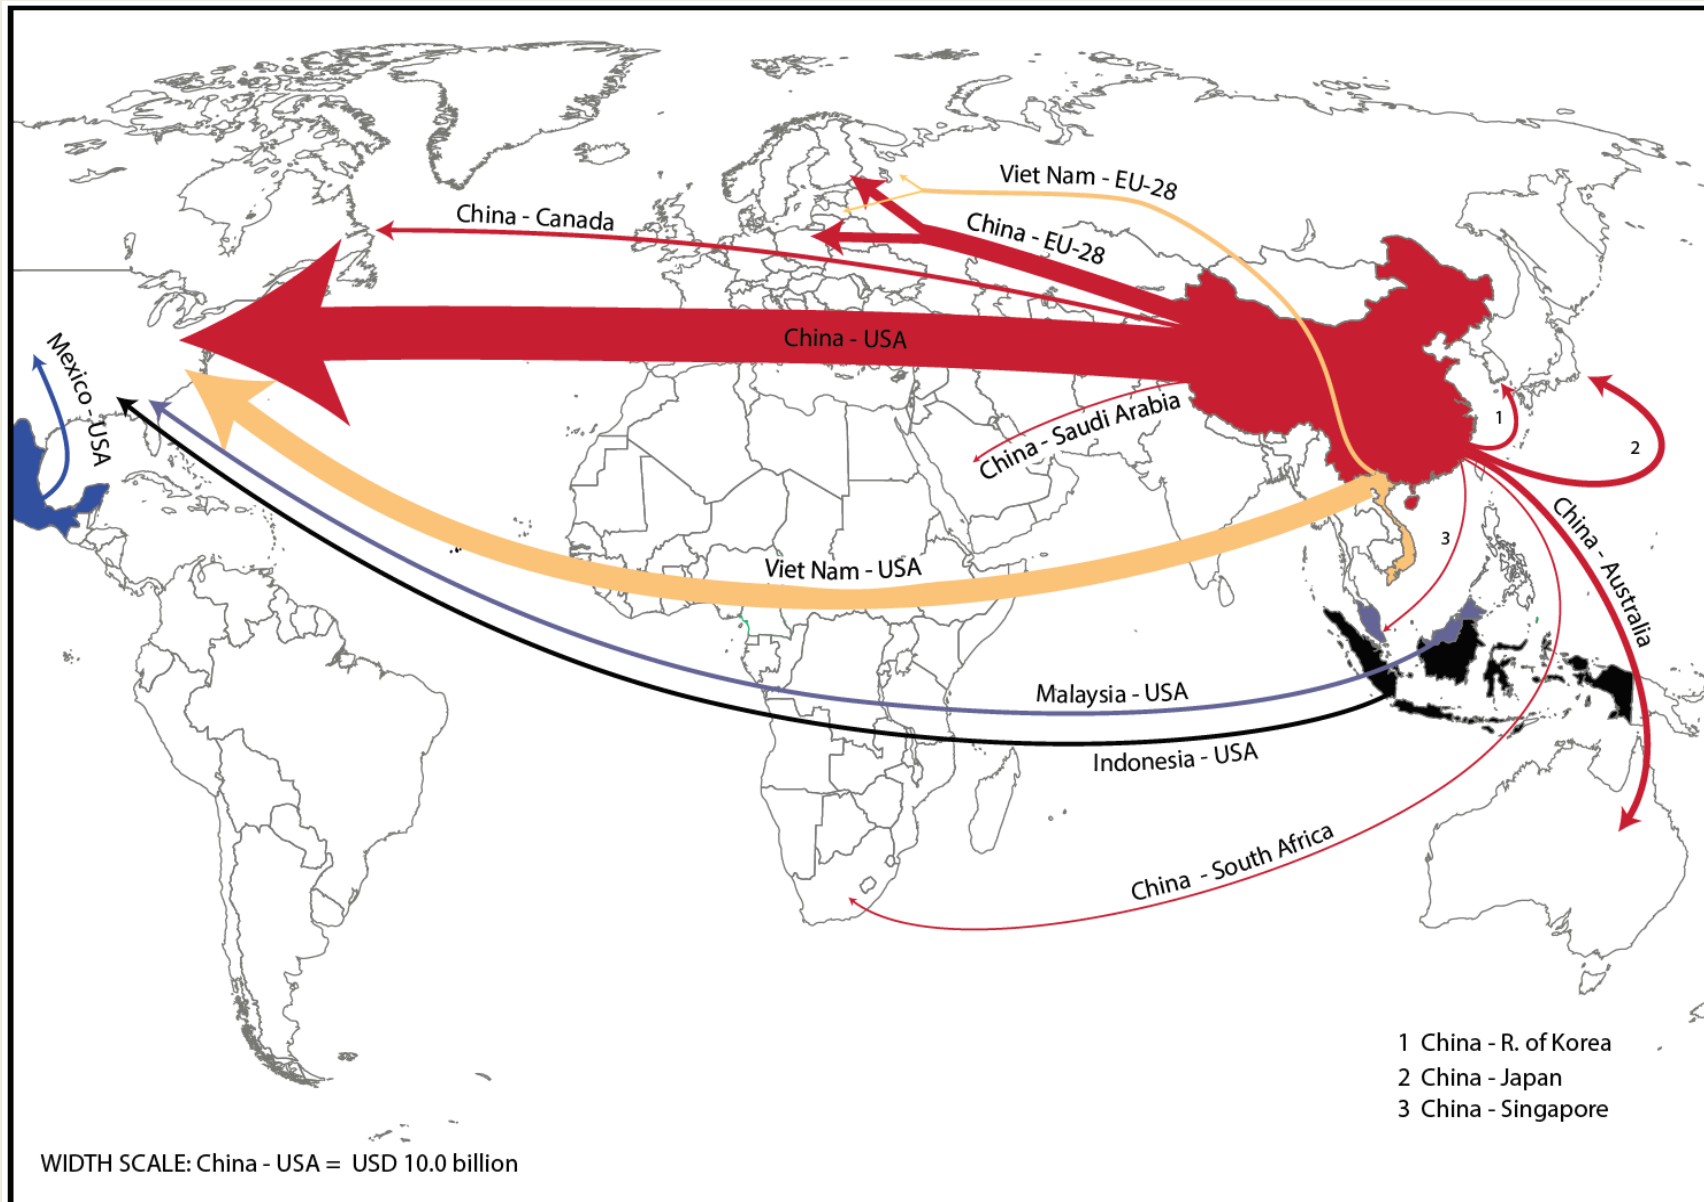 Viet Nam - EU-28
China - Canada
China - EU-28
China - USA
Mexico - USA
China - Saudi Arabia
1
2
3
China - Australia
Viet Nam - USA
Malaysia - USA
Indonesia - USA
China - South Africa
1 China - R. of Korea
2 China - Japan
3 China - Singapore
WIDTH SCALE: China - USA = USD 10.0 billion